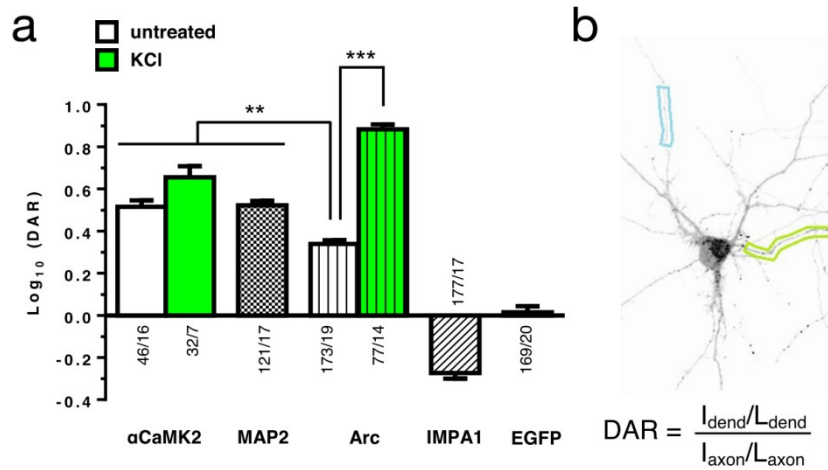 a
untreated
KCl
***
**
Log10 (DAR)
1.0
0.8
0.6
0.4
0.2
0.0
-0.2
-0.4
46/16
32/7
121/17
173/19
77/14
177/17
169/20
αCaMK2 MAP2 Arc IMPA1 EGFP
b
DAR = Idend/Ldend
Iaxon/Laxon